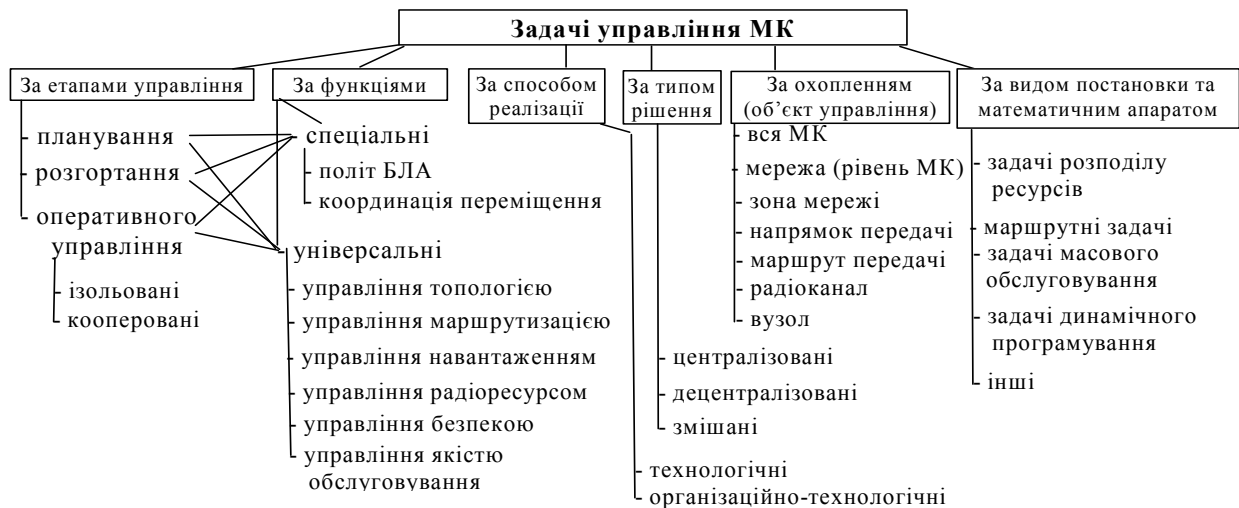 Задачі управління МК
За етапами управління
- планування
- розгортання
- оперативного
управління
- ізольовані
- кооперовані
За функціями
- спеціальні
- політ БЛА
- координація переміщення
- універсальні
- управління топологією
- управління маршрутизацією
- управління навантаженням
- управління радіоресурсом
- управління безпекою
- управління якістю
обслуговування
За способом
реалізації
- технологічні
- організаційно-технологічні
За типом
рішення
- централізовані
- децентралізовані
- змішані
За охопленням
(об’єкт управління)
- вся МК
- мережа (рівень МК)
- зона мережі
- напрямок передачі
- маршрут передачі
- радіоканал
- вузол
За видом постановки та
математичним апаратом
- задачі розподілу
ресурсів
- маршрутні задачі
- задачі масового
обслуговування
- задачі динамічного
програмування
- інші